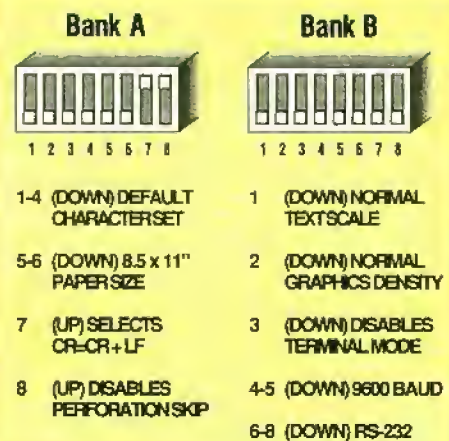 Bank A
1 2 3 4 5 6 7 8
1-4 (DOWN) DEFAULT
CHARACTER SET
5-6 (DOWN) 8.5 x 11"
PAPER SIZE
7 (UP) SELECTS
CR=CR+LF
8 (UP) DISABLES
PERFORATION SKIP
Bank B
1 2 3 4 5 6 7 8
1 (DOWN) NORMAL
TEXT SCALE
2 (DOWN) NORMAL
GRAPHICS DENSITY
3 (DOWN) DISABLES
TERMINAL MODE
4-5 (DOWN) 9600 BAUD
6-8 (DOWN) RS-232